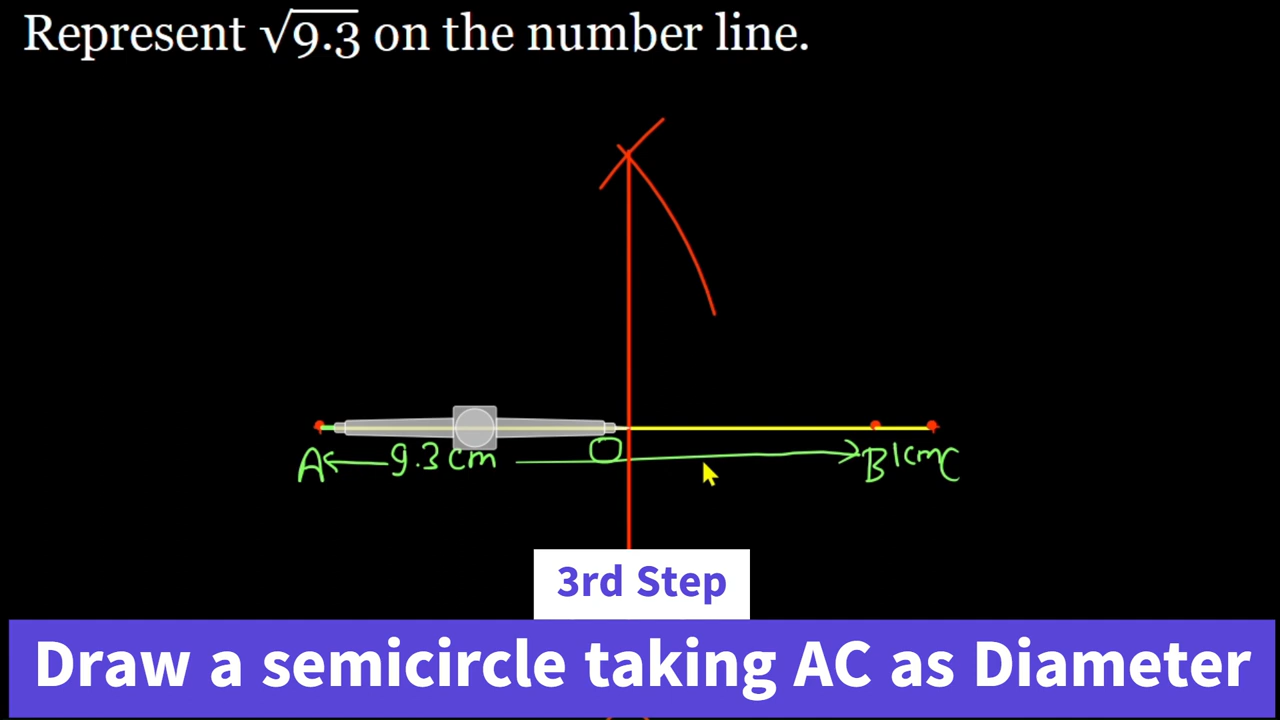 Represent √9.3 on the number line.
A 9.3 cm O B 1cm C
3rd Step
Draw a semicircle taking AC as Diameter